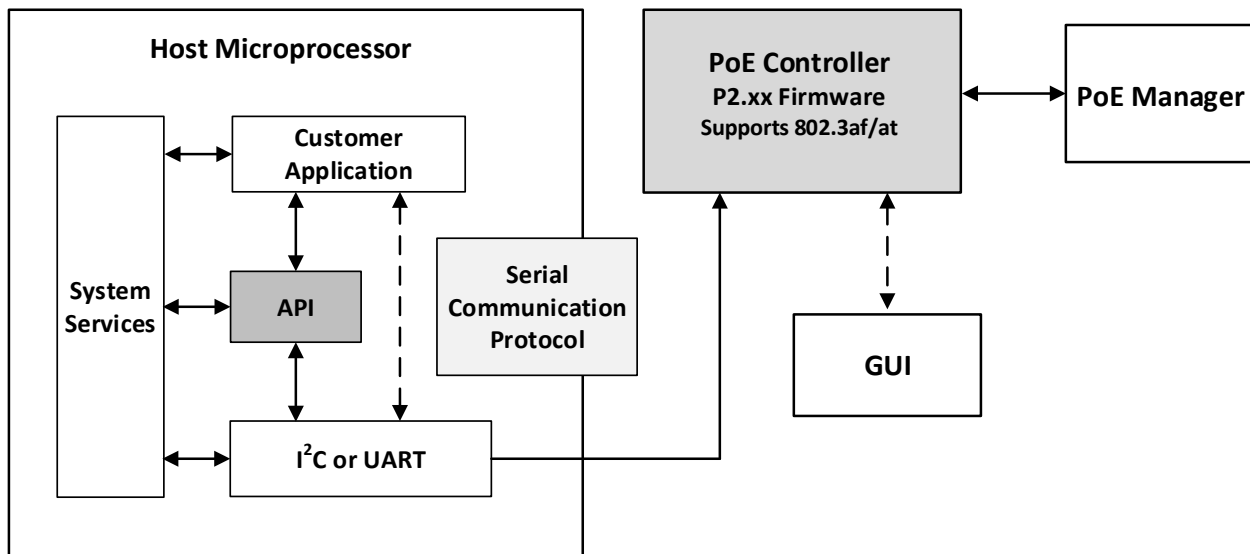 Host Microprocessor
System
Services
Customer
Application
API
I²C or UART
Serial
Communication
Protocol
PoE Controller
P2.xx Firmware
Supports 802.3af/at
PoE Manager
GUI